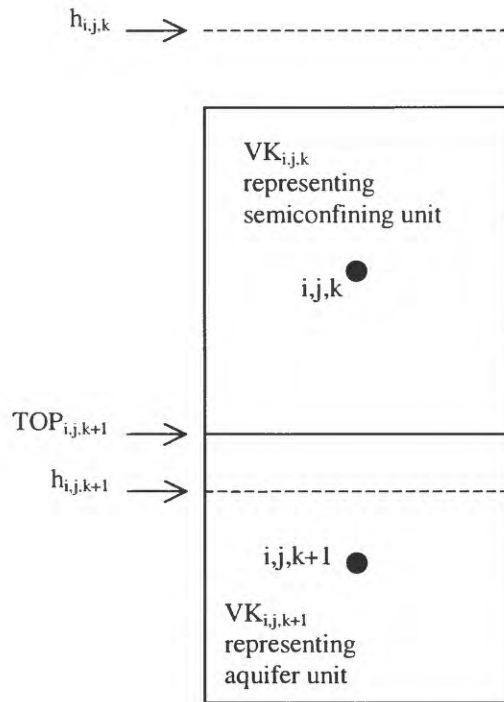 h_{i,j,k}
VK_{i,j,k}
representing
semiconfining unit
i,j,k
TOP_{i,j,k+1}
h_{i,j,k+1}
i,j,k+1
VK_{i,j,k+1}
representing
aquifer unit